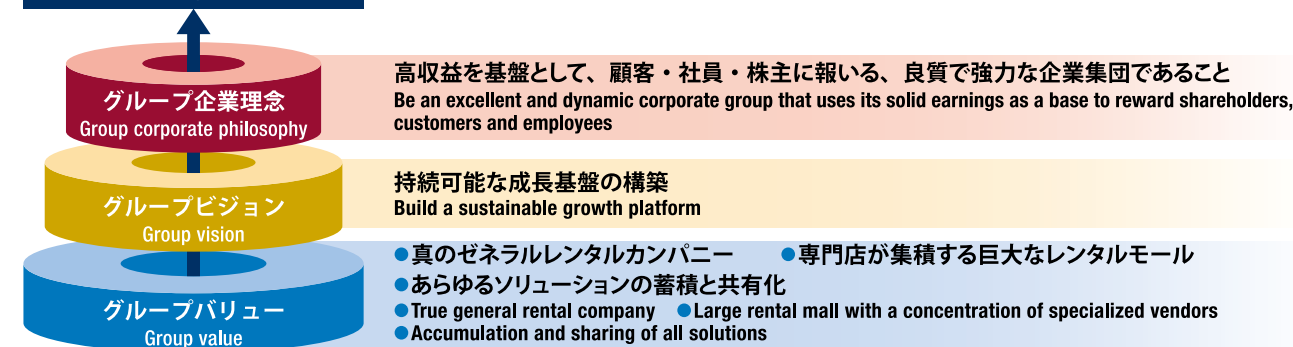 グループ企業理念
Group corporate philosophy
高収益を基盤として、顧客・社員・株主に報いる、良質で強力な企業集団であること
Be an excellent and dynamic corporate group that uses its solid earnings as a base to reward shareholders,
customers and employees
グループビジョン
Group vision
持続可能な成長基盤の構築
Build a sustainable growth platform
グループバリュー
Group value
●真のゼネラルレンタルカンパニー ●専門店が集積する巨大なレンタルモール
●あらゆるソリューションの蓄積と共有化
●True general rental company ●Large rental mall with a concentration of specialized vendors
●Accumulation and sharing of all solutions